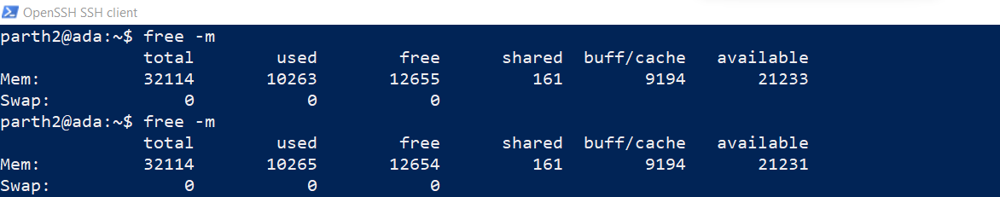 OpenSSH SSH client
parth2@ada:~$ free -m
total used free shared buff/cache available
Mem: 32114 10263 12655 161 9194 21233
Swap: 0 0 0
parth2@ada:~$ free -m
total used free shared buff/cache available
Mem: 32114 10265 12654 161 9194 21231
Swap: 0 0 0